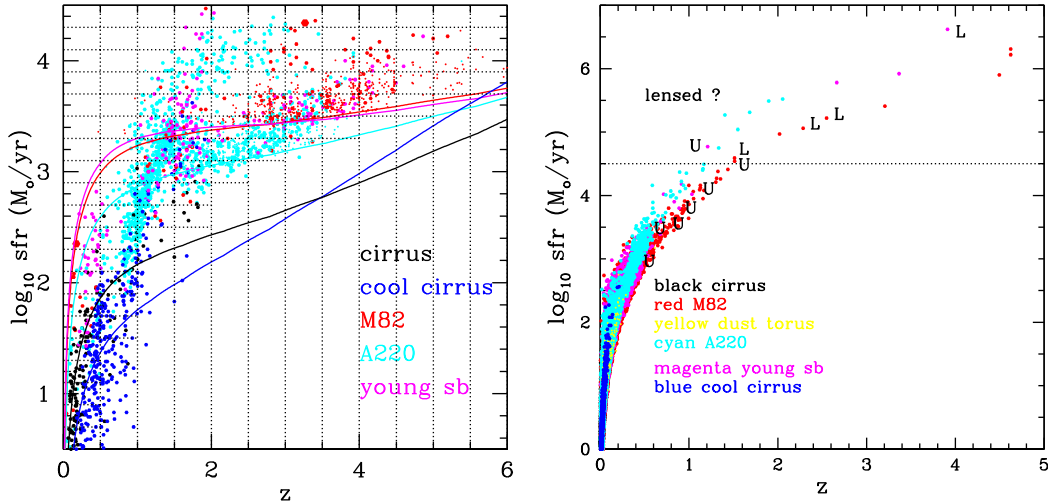 log₁₀ sfr (M₀/yr)
4
3
2
1
0
2
4
6
z
cirrus
cool cirrus
M82
A220
young sb
log₁₀ sfr (M₀/yr)
6
4
2
0
0
1
2
3
4
5
z
lensed ?
L
L
L
L
U
U
U
U
U
U
U
U
black cirrus
red M82
yellow dust torus
cyan A220
magenta young sb
blue cool cirrus